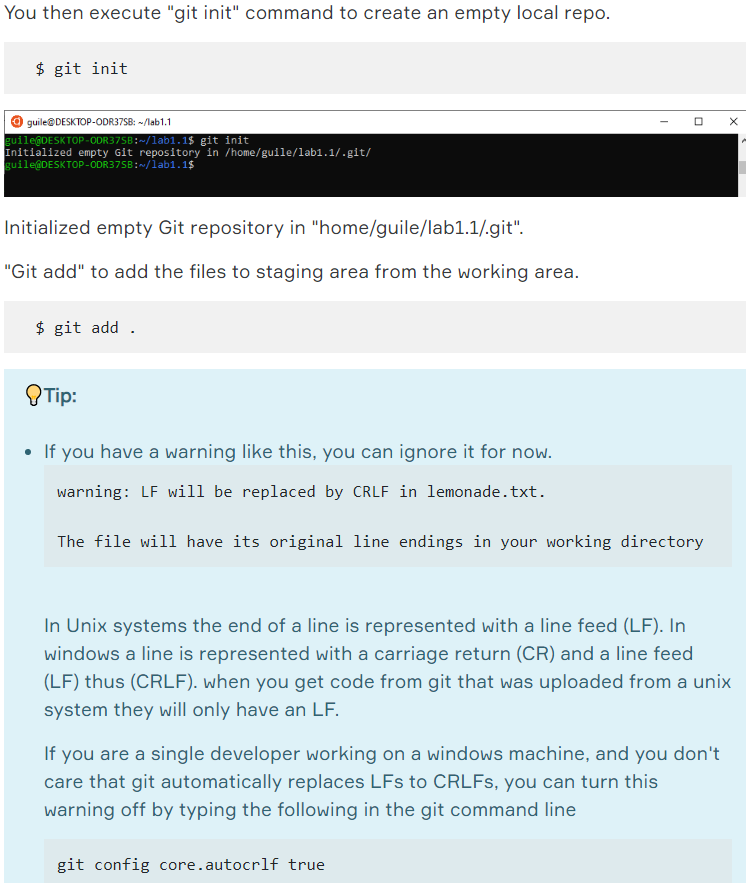 You then execute "git init" command to create an empty local repo.
$ git init
guile@DESKTOP-ODR37SB: ~/lab1.1
guile@DESKTOP-ODR37SB:~/lab1.1$ git init
Initialized empty Git repository in /home/guile/lab1.1/.git/
guile@DESKTOP-ODR37SB:~/lab1.1$
Initialized empty Git repository in "home/guile/lab1.1/.git".
"Git add" to add the files to staging area from the working area.
$ git add .
Tip:
• If you have a warning like this, you can ignore it for now.
warning: LF will be replaced by CRLF in lemonade.txt.
The file will have its original line endings in your working directory
In Unix systems the end of a line is represented with a line feed (LF). In
windows a line is represented with a carriage return (CR) and a line feed
(LF) thus (CRLF). when you get code from git that was uploaded from a unix
system they will only have an LF.
If you are a single developer working on a windows machine, and you don't
care that git automatically replaces LFs to CRLFs, you can turn this
warning off by typing the following in the git command line
git config core.autocrlf true